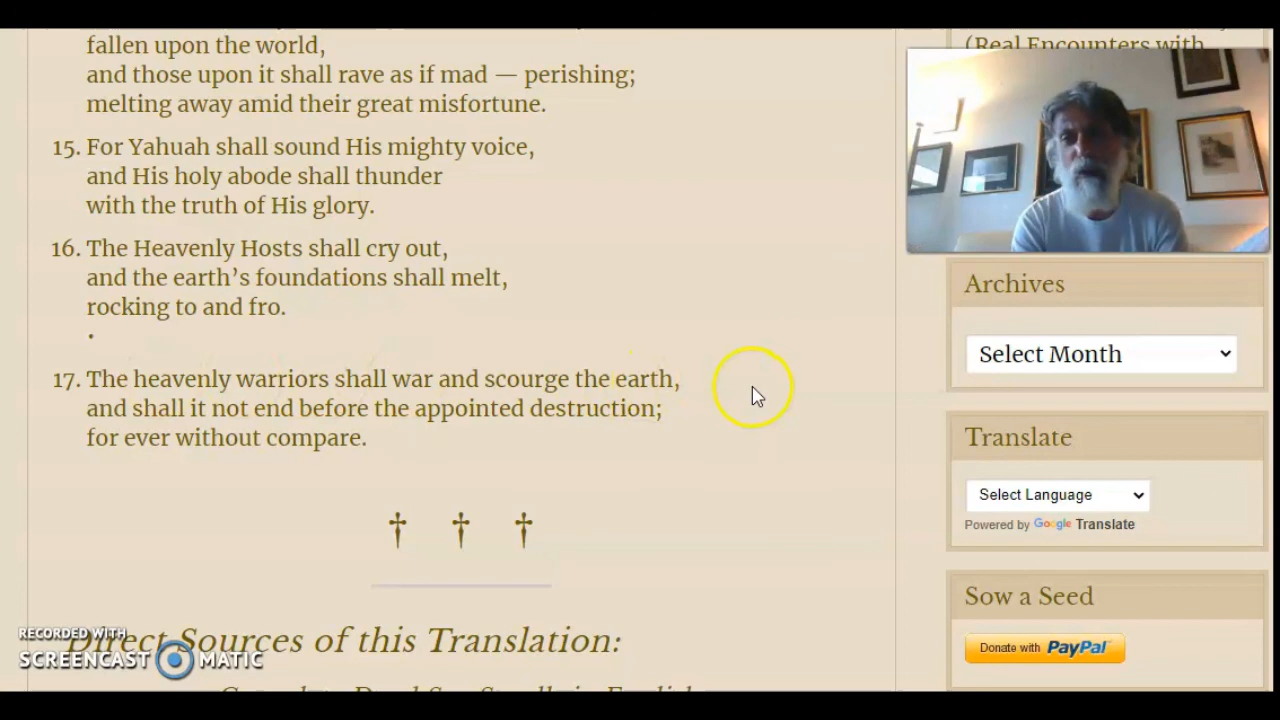 fallen upon the world,
and those upon it shall rave as if mad — perishing;
melting away amid their great misfortune.
15. For Yahuah shall sound His mighty voice,
and His holy abode shall thunder
with the truth of His glory.
16. The Heavenly Hosts shall cry out,
and the earth's foundations shall melt,
rocking to and fro.
.
17. The heavenly warriors shall war and scourge the earth,
and shall it not end before the appointed destruction;
for ever without compare.
† † †
Direct Sources of this Translation:
(Real Encounters with
Archives
Select Month
Translate
Select Language
Powered by Google Translate
Sow a Seed
Donate with PayPal
RECORDED WITH
SCREENCAST MATIC